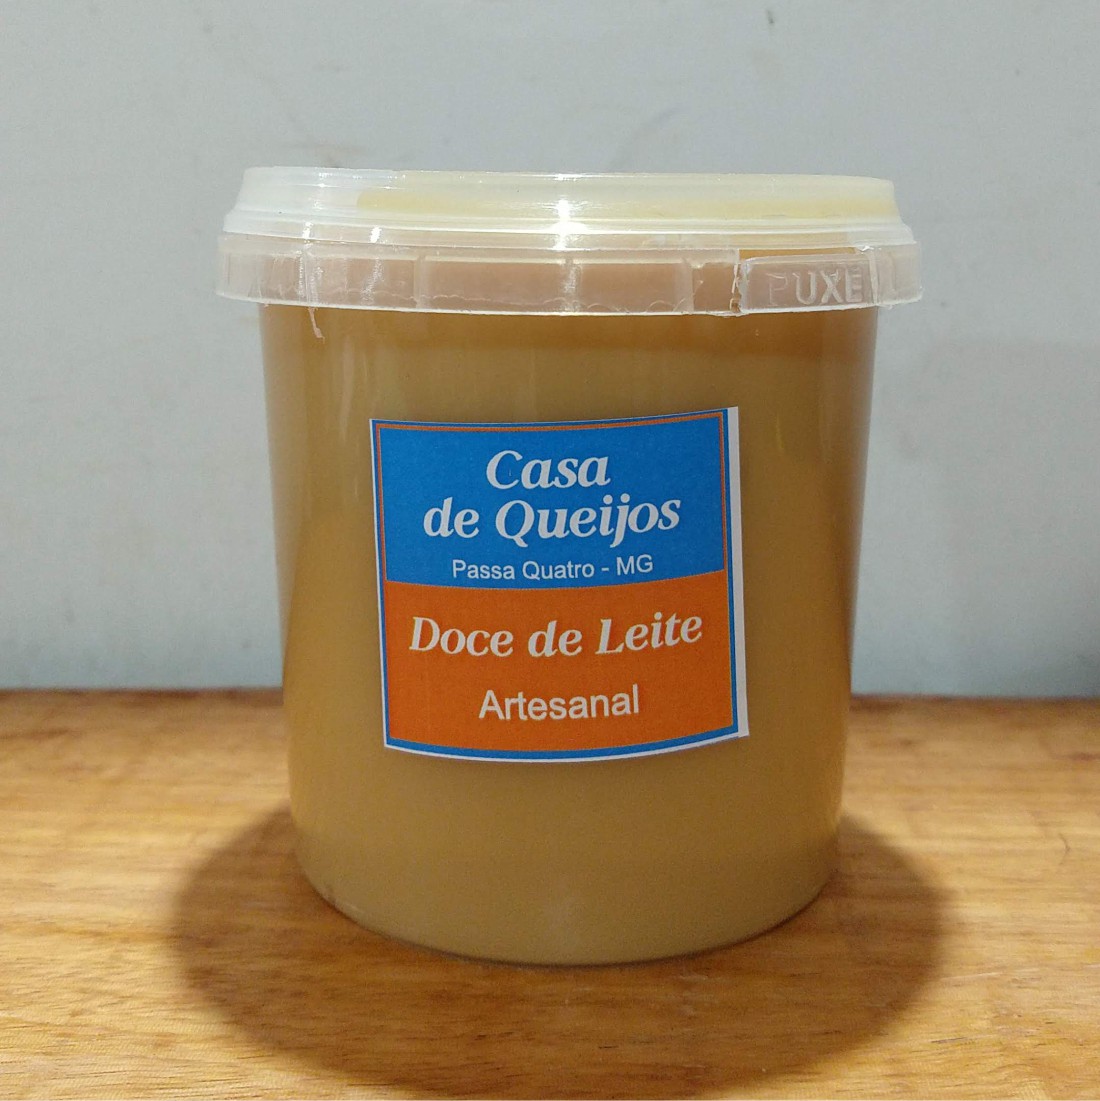 PUXE
Casa
de Queijos
Passa Quatro - MG
Doce de Leite
Artesanal